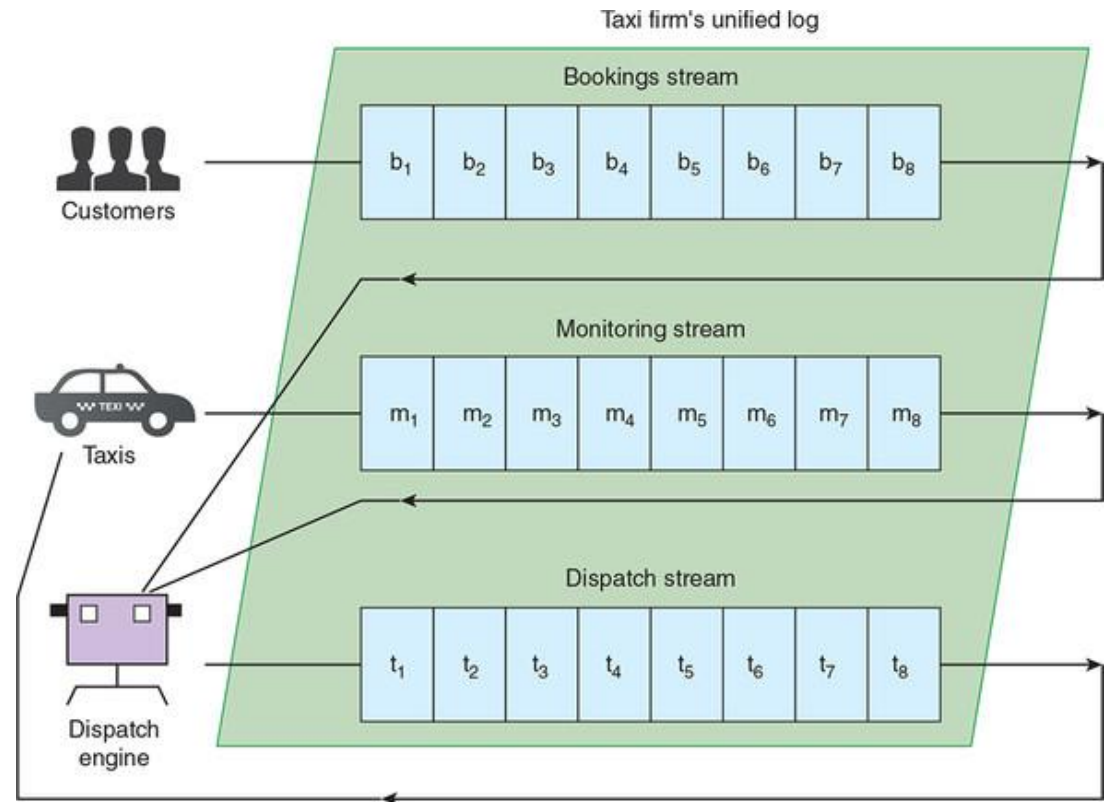 Taxi firm's unified log
Bookings stream
b₁ b₂ b₃ b₄ b₅ b₆ b₇ b₈
Customers
Monitoring stream
m₁ m₂ m₃ m₄ m₅ m₆ m₇ m₈
TEXI
Taxis
Dispatch stream
t₁ t₂ t₃ t₄ t₅ t₆ t₇ t₈
Dispatch
engine